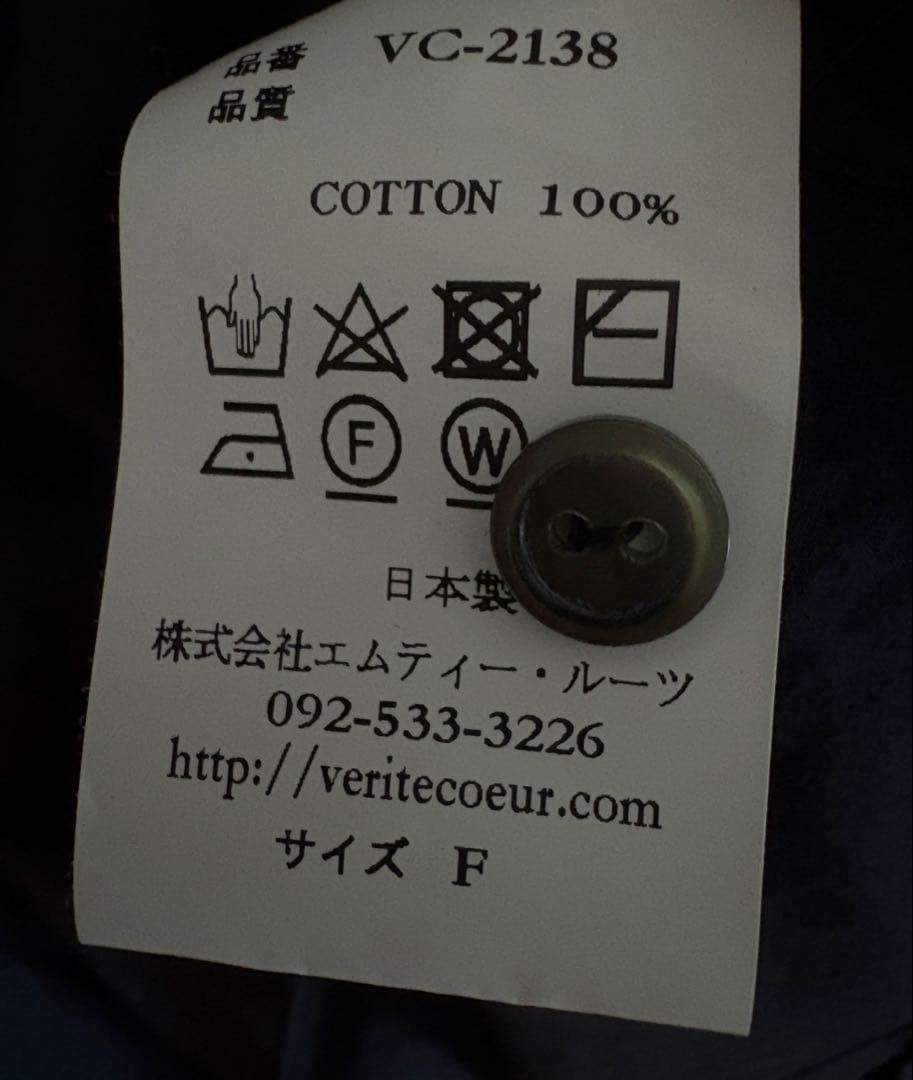 品番 VC-2138
品質
COTTON 100%
F W
日本製
株式会社エムティー・ルーツ
092-533-3226
http://veritecoeur.com
サイズ F